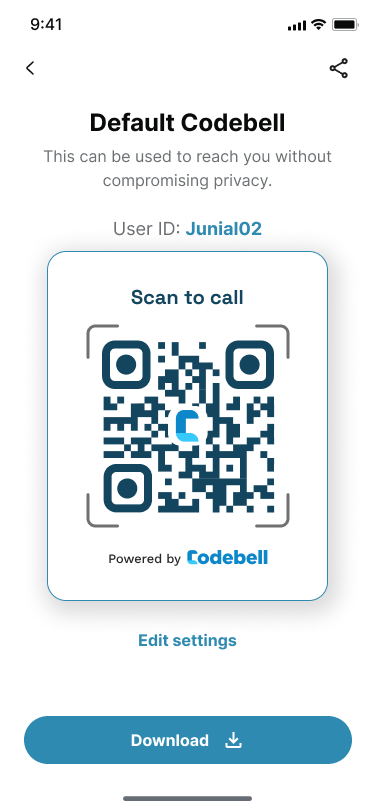 9:41
Default Codebell
This can be used to reach you without
compromising privacy.
User ID: Junial02
Scan to call
Powered by Codebell
Edit settings
Download